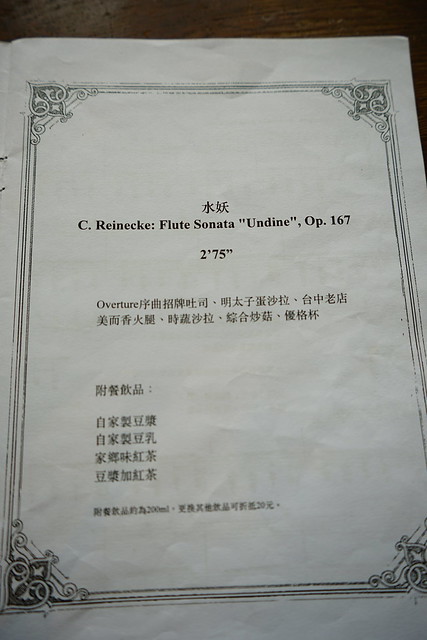 水妖
C. Reinecke: Flute Sonata "Undine", Op. 167
2’75”
Overture序曲招牌吐司、明太子蛋沙拉、台中老店
美而香火腿、時蔬沙拉、綜合炒菇、優格杯
附餐飲品：
自家製豆漿
自家製豆乳
家鄉味紅茶
豆漿加紅茶
附餐飲品約為200ml，更換其他飲品可折抵20元。